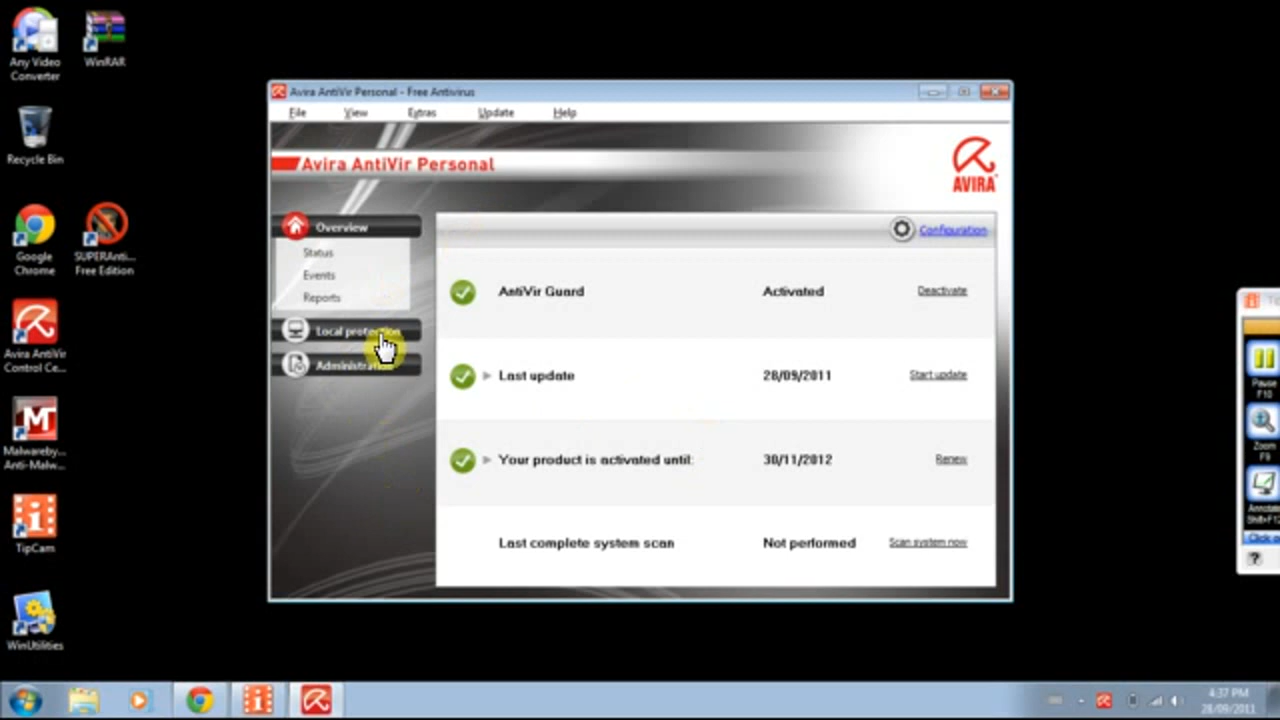 Any Video
Converter
WinRAR
Recycle Bin
Google
Chrome
SUPERAnti...
Free Edition
Avira AntiVir
Control Ce...
Malwareby...
Anti-Malw...
TipCam
WinUtilities
Avira AntiVir Personal - Free Antivirus
File View Extras Update Help
Avira AntiVir Personal
AVIRA
Overview
Status
Events
Reports
Local protection
Administration
Configuration
AntiVir Guard Activated Deactivate
Last update 28/09/2011 Start update
Your product is activated until: 30/11/2012 Renew
Last complete system scan Not performed Scan system now
Pause
F10
Zoom
F9
?
4:37 PM
28/09/2011